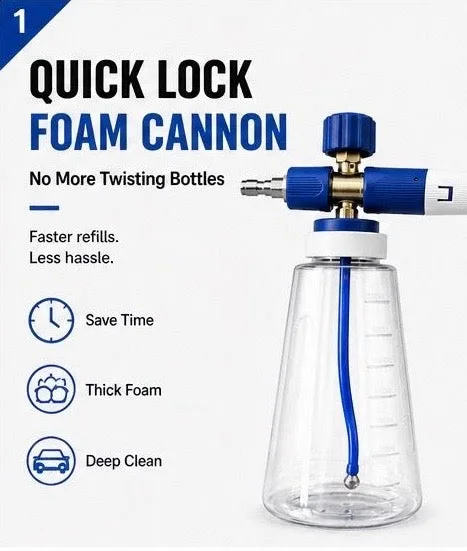 1
QUICK LOCK
FOAM CANNON
No More Twisting Bottles
Faster refills.
Less hassle.
Save Time
Thick Foam
Deep Clean